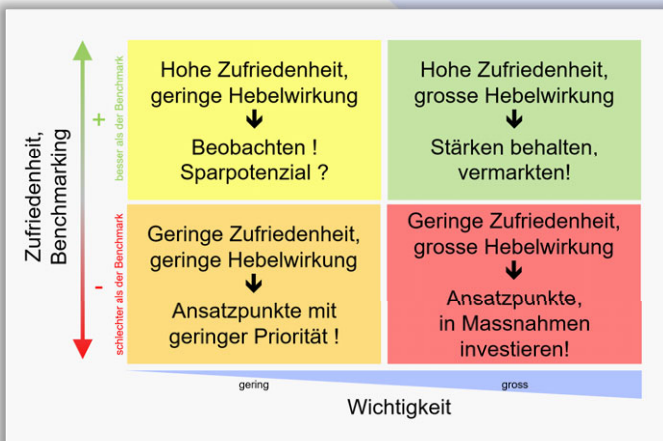 Zufriedenheit,
Benchmarking
+
besser als der Benchmark
-
schlechter als der Benchmark
Hohe Zufriedenheit,
geringe Hebelwirkung
Beobachten !
Sparpotenzial ?
Hohe Zufriedenheit,
grosse Hebelwirkung
Stärken behalten,
vermarkten!
Geringe Zufriedenheit,
geringe Hebelwirkung
Ansatzpunkte mit
geringer Priorität !
Geringe Zufriedenheit,
grosse Hebelwirkung
Ansatzpunkte,
in Massnahmen
investieren!
gering
gross
Wichtigkeit